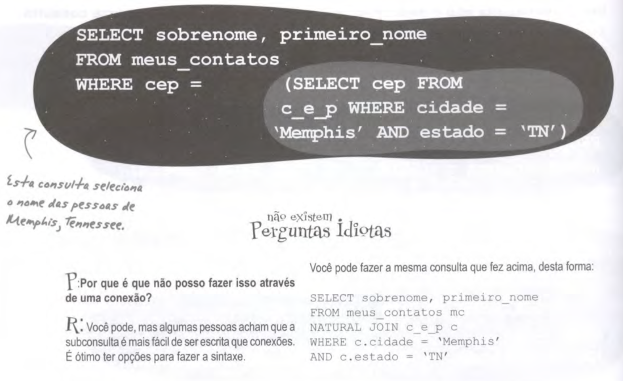 SELECT sobrenome, primeiro_nome
FROM meus_contatos
WHERE cep = (SELECT cep FROM
c_e_p WHERE cidade =
‘Memphis’ AND estado = ‘TN’)
Esta consulta seleciona
o nome das pessoas de
Memphis, Tennessee.
não existem
Perguntas Idiotas
P:Por que é que não posso fazer isso através
de uma conexão?
R: Você pode, mas algumas pessoas acham que a
subconsulta é mais fácil de ser escrita que conexões.
É ótimo ter opções para fazer a sintaxe.
Você pode fazer a mesma consulta que fez acima, desta forma:
SELECT sobrenome, primeiro_nome
FROM meus_contatos mc
NATURAL JOIN c_e_p c
WHERE c.cidade = ‘Memphis’
AND c.estado = ‘TN’